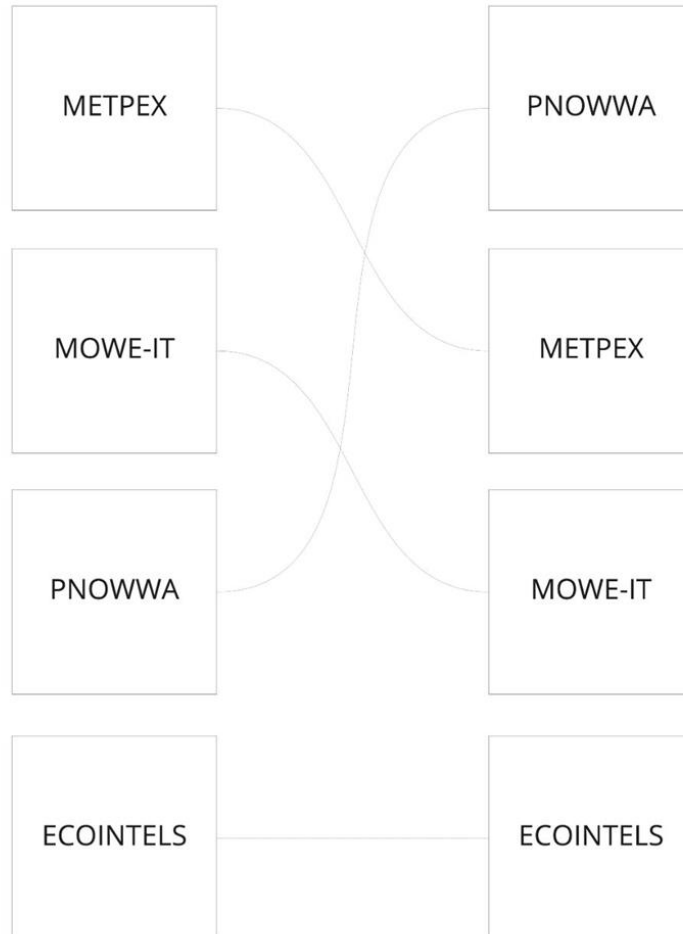 METPEX
PNOWWA
MOWE-IT
METPEX
PNOWWA
MOWE-IT
ECOINTELS
ECOINTELS